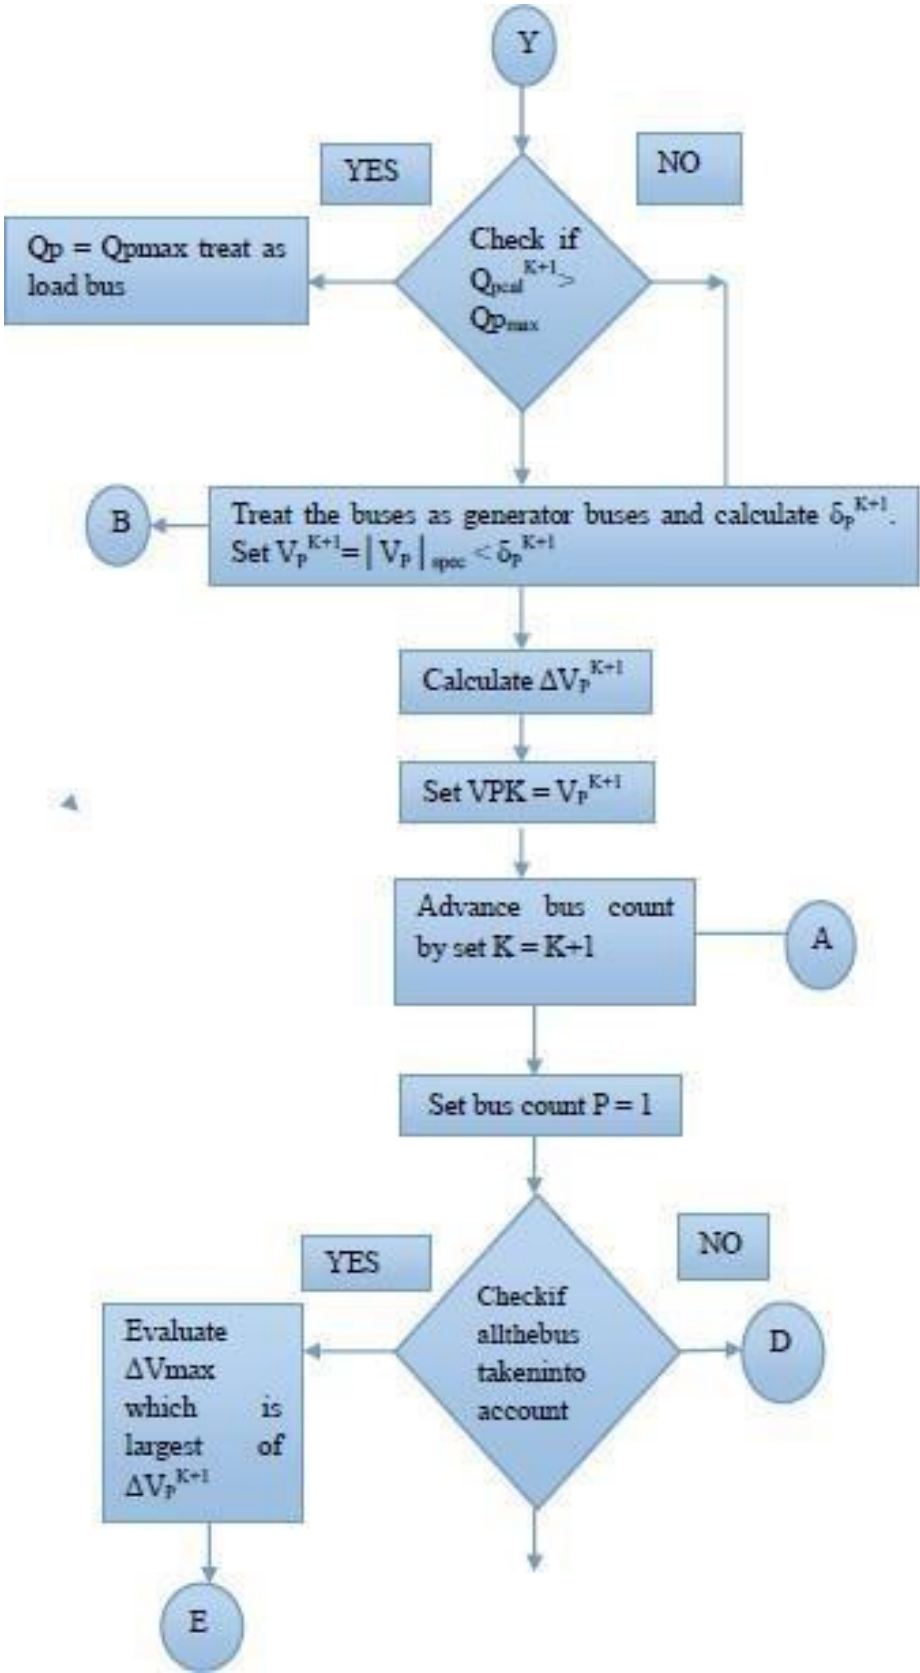 Y
YES
NO
Check if
Qpcal^K+1 >
Qpmax
Qp = Qpmax treat as
load bus
B
Treat the buses as generator buses and calculate δP^K+1.
Set VP^K+1= | VP | spec < δP^K+1
Calculate ΔVP^K+1
Set VPK = VP^K+1
Advance bus count
by set K = K+1
A
Set bus count P = 1
YES
NO
Checkif
allthebus
takeninto
account
D
Evaluate
ΔVmax
which is
largest of
ΔVP^K+1
E